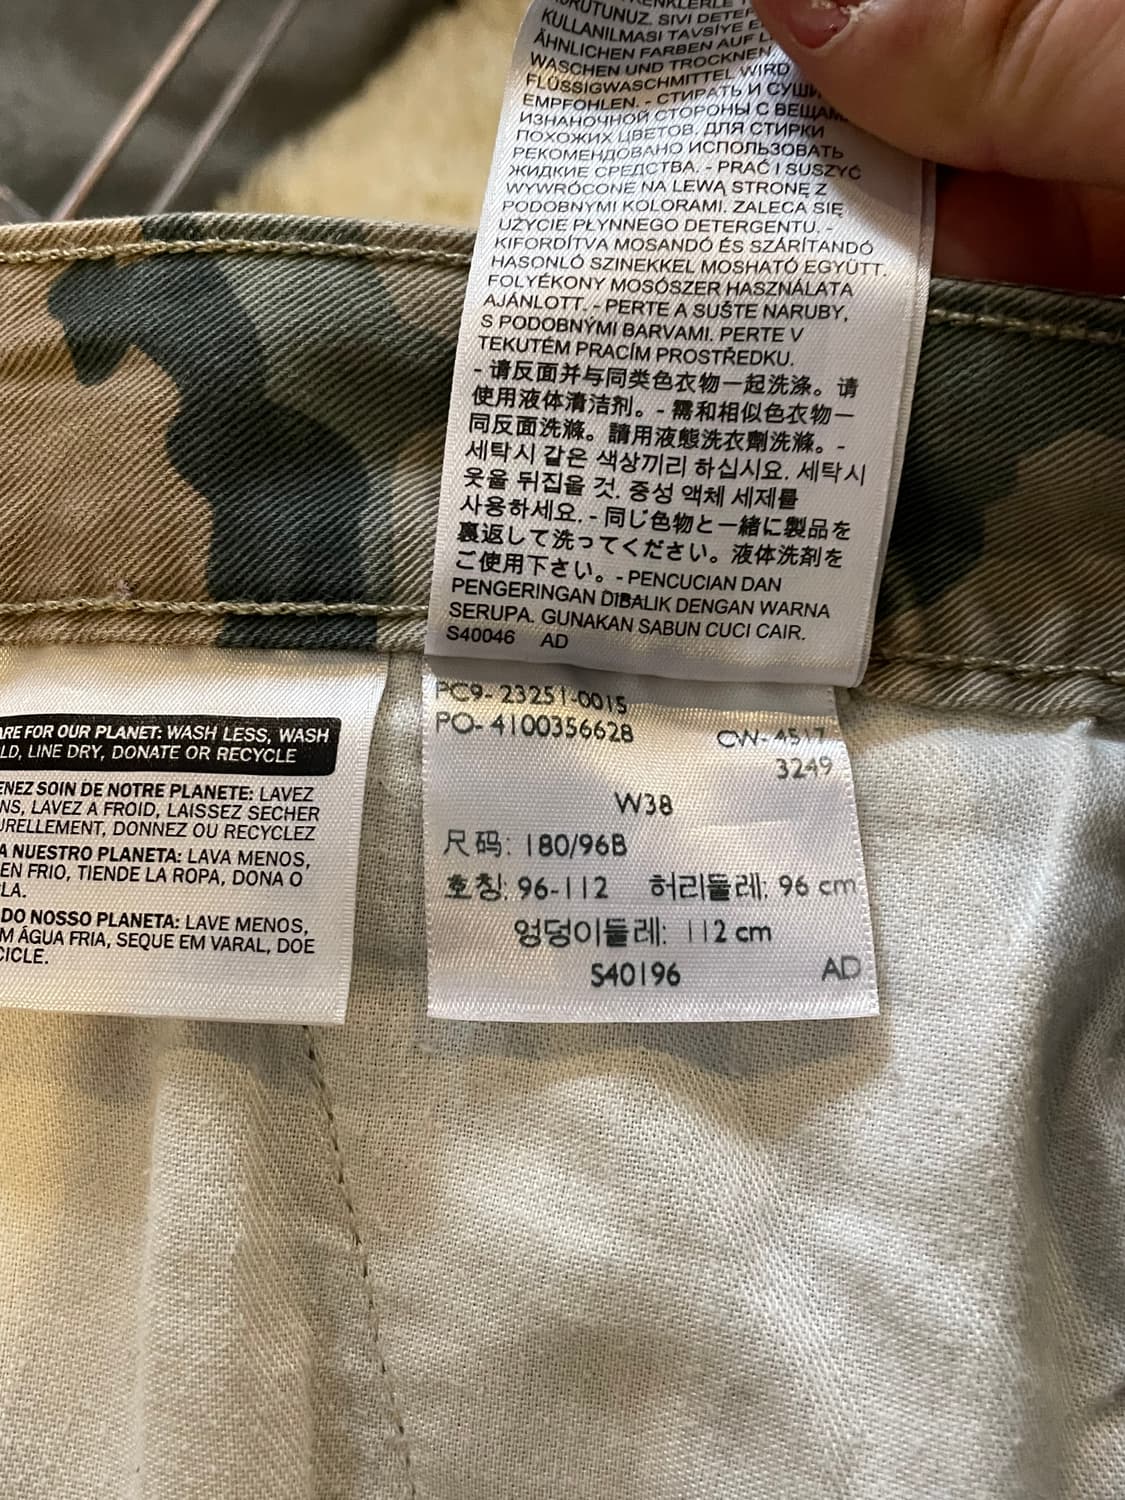 KULLANILMASI TAVSİYE
ÄHNLICHEN FARBEN AUF
WASCHEN UND TROCKNEN
FLÜSSIGWASCHMITTEL WIRD
EMPFOHLEN. - СТИРАТЬ И
ИЗНАНОЧНОЙ СТОРОНЫ С
ПОХОЖИХ ЦВЕТОВ. ДЛЯ СТИРКИ
РЕКОМЕНДОВАНО ИСПОЛЬЗОВАТЬ
ЖИДКИЕ СРЕДСТВА. - PRAĆ I SUSZYĆ
WYWRÓCONE NA LEWĄ STRONĘ Z
PODOBNYMI KOLORAMI. ZALECA SIĘ
UŻYCIE PŁYNNEGO DETERGENTU. -
KIFORDÍTVA MOSANDÓ ÉS SZÁRÍTANDÓ
HASONLÓ SZINEKKEL MOSHATÓ EGYÜTT.
FOLYÉKONY MOSÓSZER HASZNÁLATA
AJÁNLOTT. - PERTE A SUŠTE NARUBY,
S PODOBNÝMI BARVAMI. PERTE V
TEKUTÉM PRACÍM PROSTŘEDKU.
- 请反面并与同类色衣物一起洗涤。请
使用液体清洁剂。- 需和相似色衣物一
同反面洗滌。請用液態洗衣劑洗滌。-
세탁시 같은 색상끼리 하십시요. 세탁시
옷을 뒤집을 것. 중성 액체 세제를
사용하세요. - 同じ色物と一緒に製品を
裏返して洗ってください。液体洗剤を
ご使用下さい。- PENCUCIAN DAN
PENGERINGAN DIBALIK DENGAN WARNA
SERUPA. GUNAKAN SABUN CUCI CAIR.
S40046 AD
PC9-23251-0015
PO-4100356628 CW-4517
3249
W38
尺码: 180/96B
호칭: 96-112 허리둘레: 96 cm
엉덩이둘레: 112 cm
S40196 AD
FOR OUR PLANET: WASH LESS, WASH
LINE DRY, DONATE OR RECYCLE
SOIN DE NOTRE PLANETE: LAVEZ
LAVEZ A FROID, LAISSEZ SECHER
DONNEZ OU RECYCLEZ
NUESTRO PLANETA: LAVA MENOS,
EN FRIO, TIENDE LA ROPA, DONA O
DO NOSSO PLANETA: LAVE MENOS,
ÁGUA FRIA, SEQUE EM VARAL, DOE